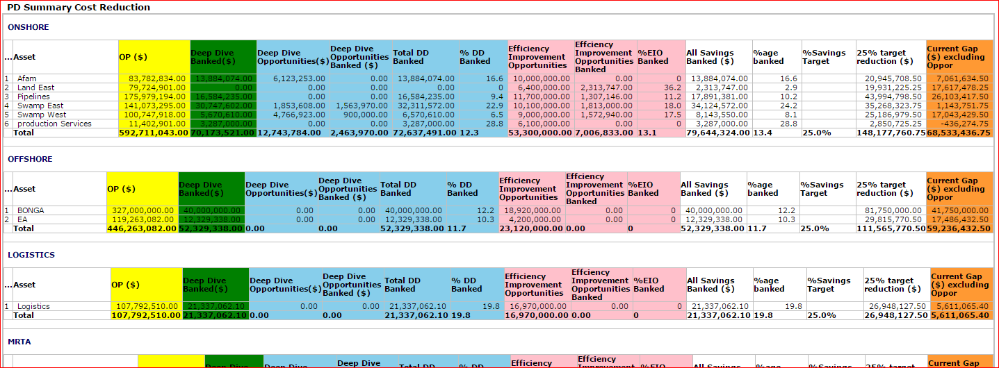 PD Summary Cost Reduction
ONSHORE
... Asset OP ($) Deep Dive Banked($) Deep Dive Opportunities($) Deep Dive Opportunities Banked ($) Total DD Banked % DD Banked Efficiency Improvement Opportunities Effciency Improvement Opportunities Banked %EIO Banked All Savings Banked ($) %age banked %Savings Target 25% target reduction ($) Current Gap ($) excluding Oppor
1 Afam 83,782,834.00 13,884,074.00 6,123,253.00 0.00 13,884,074.00 16.6 10,000,000.00 0.00 0 13,884,074.00 16.6 20,945,708.50 7,061,634.50
2 Land East 79,724,901.00 0.00 0.00 0.00 0.00 0 6,400,000.00 2,313,747.00 36.2 2,313,747.00 2.9 19,931,225.25 17,617,478.25
3 Pipelines 175,979,194.00 16,584,235.00 0.00 0.00 16,584,235.00 9.4 11,700,000.00 1,307,146.00 11.2 17,891,381.00 10.2 43,994,798.50 26,103,417.50
4 Swamp East 141,073,295.00 30,747,602.00 1,853,608.00 1,563,970.00 32,311,572.00 22.9 10,100,000.00 1,813,000.00 18.0 34,124,572.00 24.2 35,268,323.75 1,143,751.75
5 Swamp West 100,747,918.00 5,670,610.00 4,766,923.00 900,000.00 6,570,610.00 6.5 9,000,000.00 1,572,940.00 17.5 8,143,550.00 8.1 25,186,979.50 17,043,429.50
6 production Services 11,402,901.00 3,287,000.00 0.00 0.00 3,287,000.00 28.8 6,100,000.00 0.00 0 3,287,000.00 28.8 2,850,725.25 -436,274.75
Total 592,711,043.00 70,173,521.00 12,743,784.00 2,463,970.00 72,637,491.00 12.3 53,300,000.00 7,006,833.00 13.1 79,644,324.00 13.4 25.0% 148,177,760.75 68,533,436.75
OFFSHORE
... Asset OP ($) Deep Dive Banked($) Deep Dive Opportunities($) Deep Dive Opportunities Banked ($) Total DD Banked % DD Banked Efficiency Improvement Opportunities Effciency Improvement Opportunities Banked %EIO Banked All Savings Banked ($) %age banked %Savings Target 25% target reduction ($) Current Gap ($) excluding Oppor
1 BONGA 327,000,000.00 40,000,000.00 0.00 0.00 40,000,000.00 12.2 18,920,000.00 0.00 0 40,000,000.00 12.2 81,750,000.00 41,750,000.00
2 EA 119,263,082.00 12,329,338.00 0.00 0.00 12,329,338.00 10.3 4,200,000.00 0.00 0 12,329,338.00 10.3 29,815,770.50 17,486,432.50
Total 446,263,082.00 52,329,338.00 0.00 0.00 52,329,338.00 11.7 23,120,000.00 0.00 0 52,329,338.00 11.7 25.0% 111,565,770.50 59,236,432.50
LOGISTICS
... Asset OP ($) Deep Dive Banked($) Deep Dive Opportunities($) Deep Dive Opportunities Banked ($) Total DD Banked % DD Banked Efficiency Improvement Opportunities Effciency Improvement Opportunities Banked %EIO Banked All Savings Banked ($) %age banked %Savings Target 25% target reduction ($) Current Gap ($) excluding Oppor
1 Logistics 107,792,510.00 21,337,062.10 0.00 0.00 21,337,062.10 19.8 16,970,000.00 0.00 0 21,337,062.10 19.8 26,948,127.50 5,611,065.40
Total 107,792,510.00 21,337,062.10 0.00 0.00 21,337,062.10 19.8 16,970,000.00 0.00 0 21,337,062.10 19.8 25.0% 26,948,127.50 5,611,065.40
MRTA
Deep Dive Efficiency Effciency Current Gap